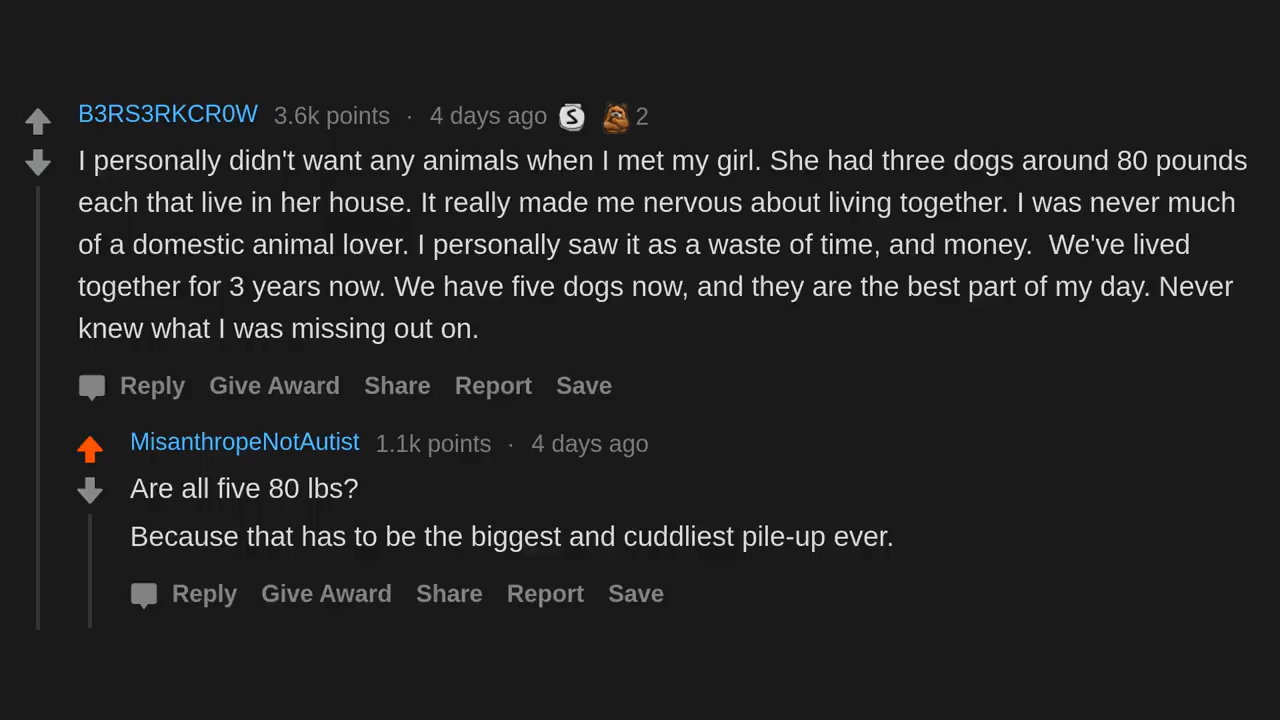 B3RS3RKCR0W 3.6k points · 4 days ago S 2
I personally didn't want any animals when I met my girl. She had three dogs around 80 pounds
each that live in her house. It really made me nervous about living together. I was never much
of a domestic animal lover. I personally saw it as a waste of time, and money.  We've lived
together for 3 years now. We have five dogs now, and they are the best part of my day. Never
knew what I was missing out on.
Reply Give Award Share Report Save
MisanthropeNotAutist 1.1k points · 4 days ago
Are all five 80 lbs?
Because that has to be the biggest and cuddliest pile-up ever.
Reply Give Award Share Report Save